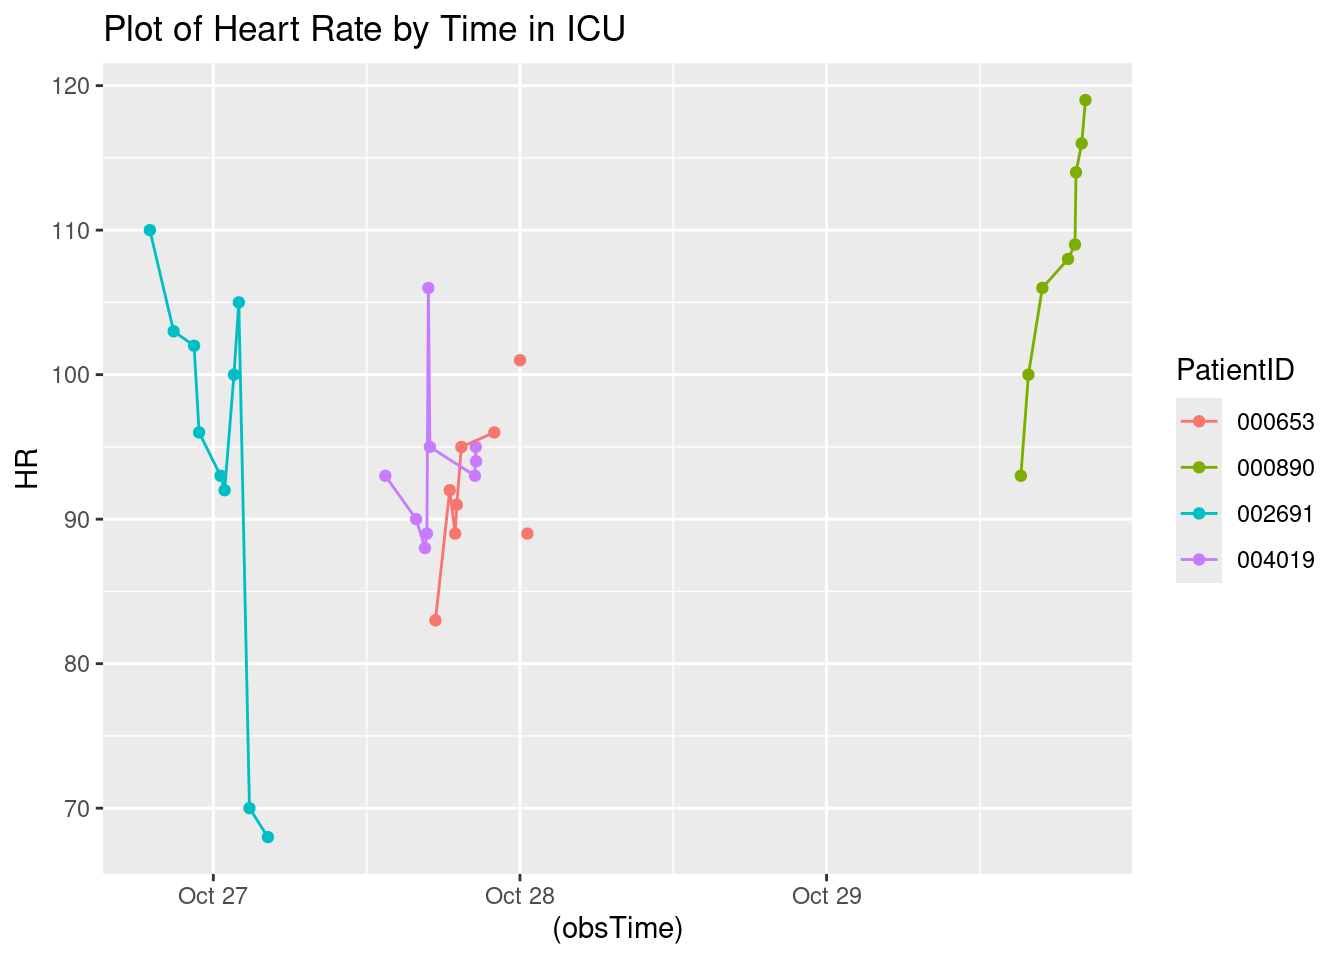 Plot of Heart Rate by Time in ICU
120
110
100
90
80
70
HR
Oct 27
Oct 28
Oct 29
(obsTime)
PatientID
000653
000890
002691
004019